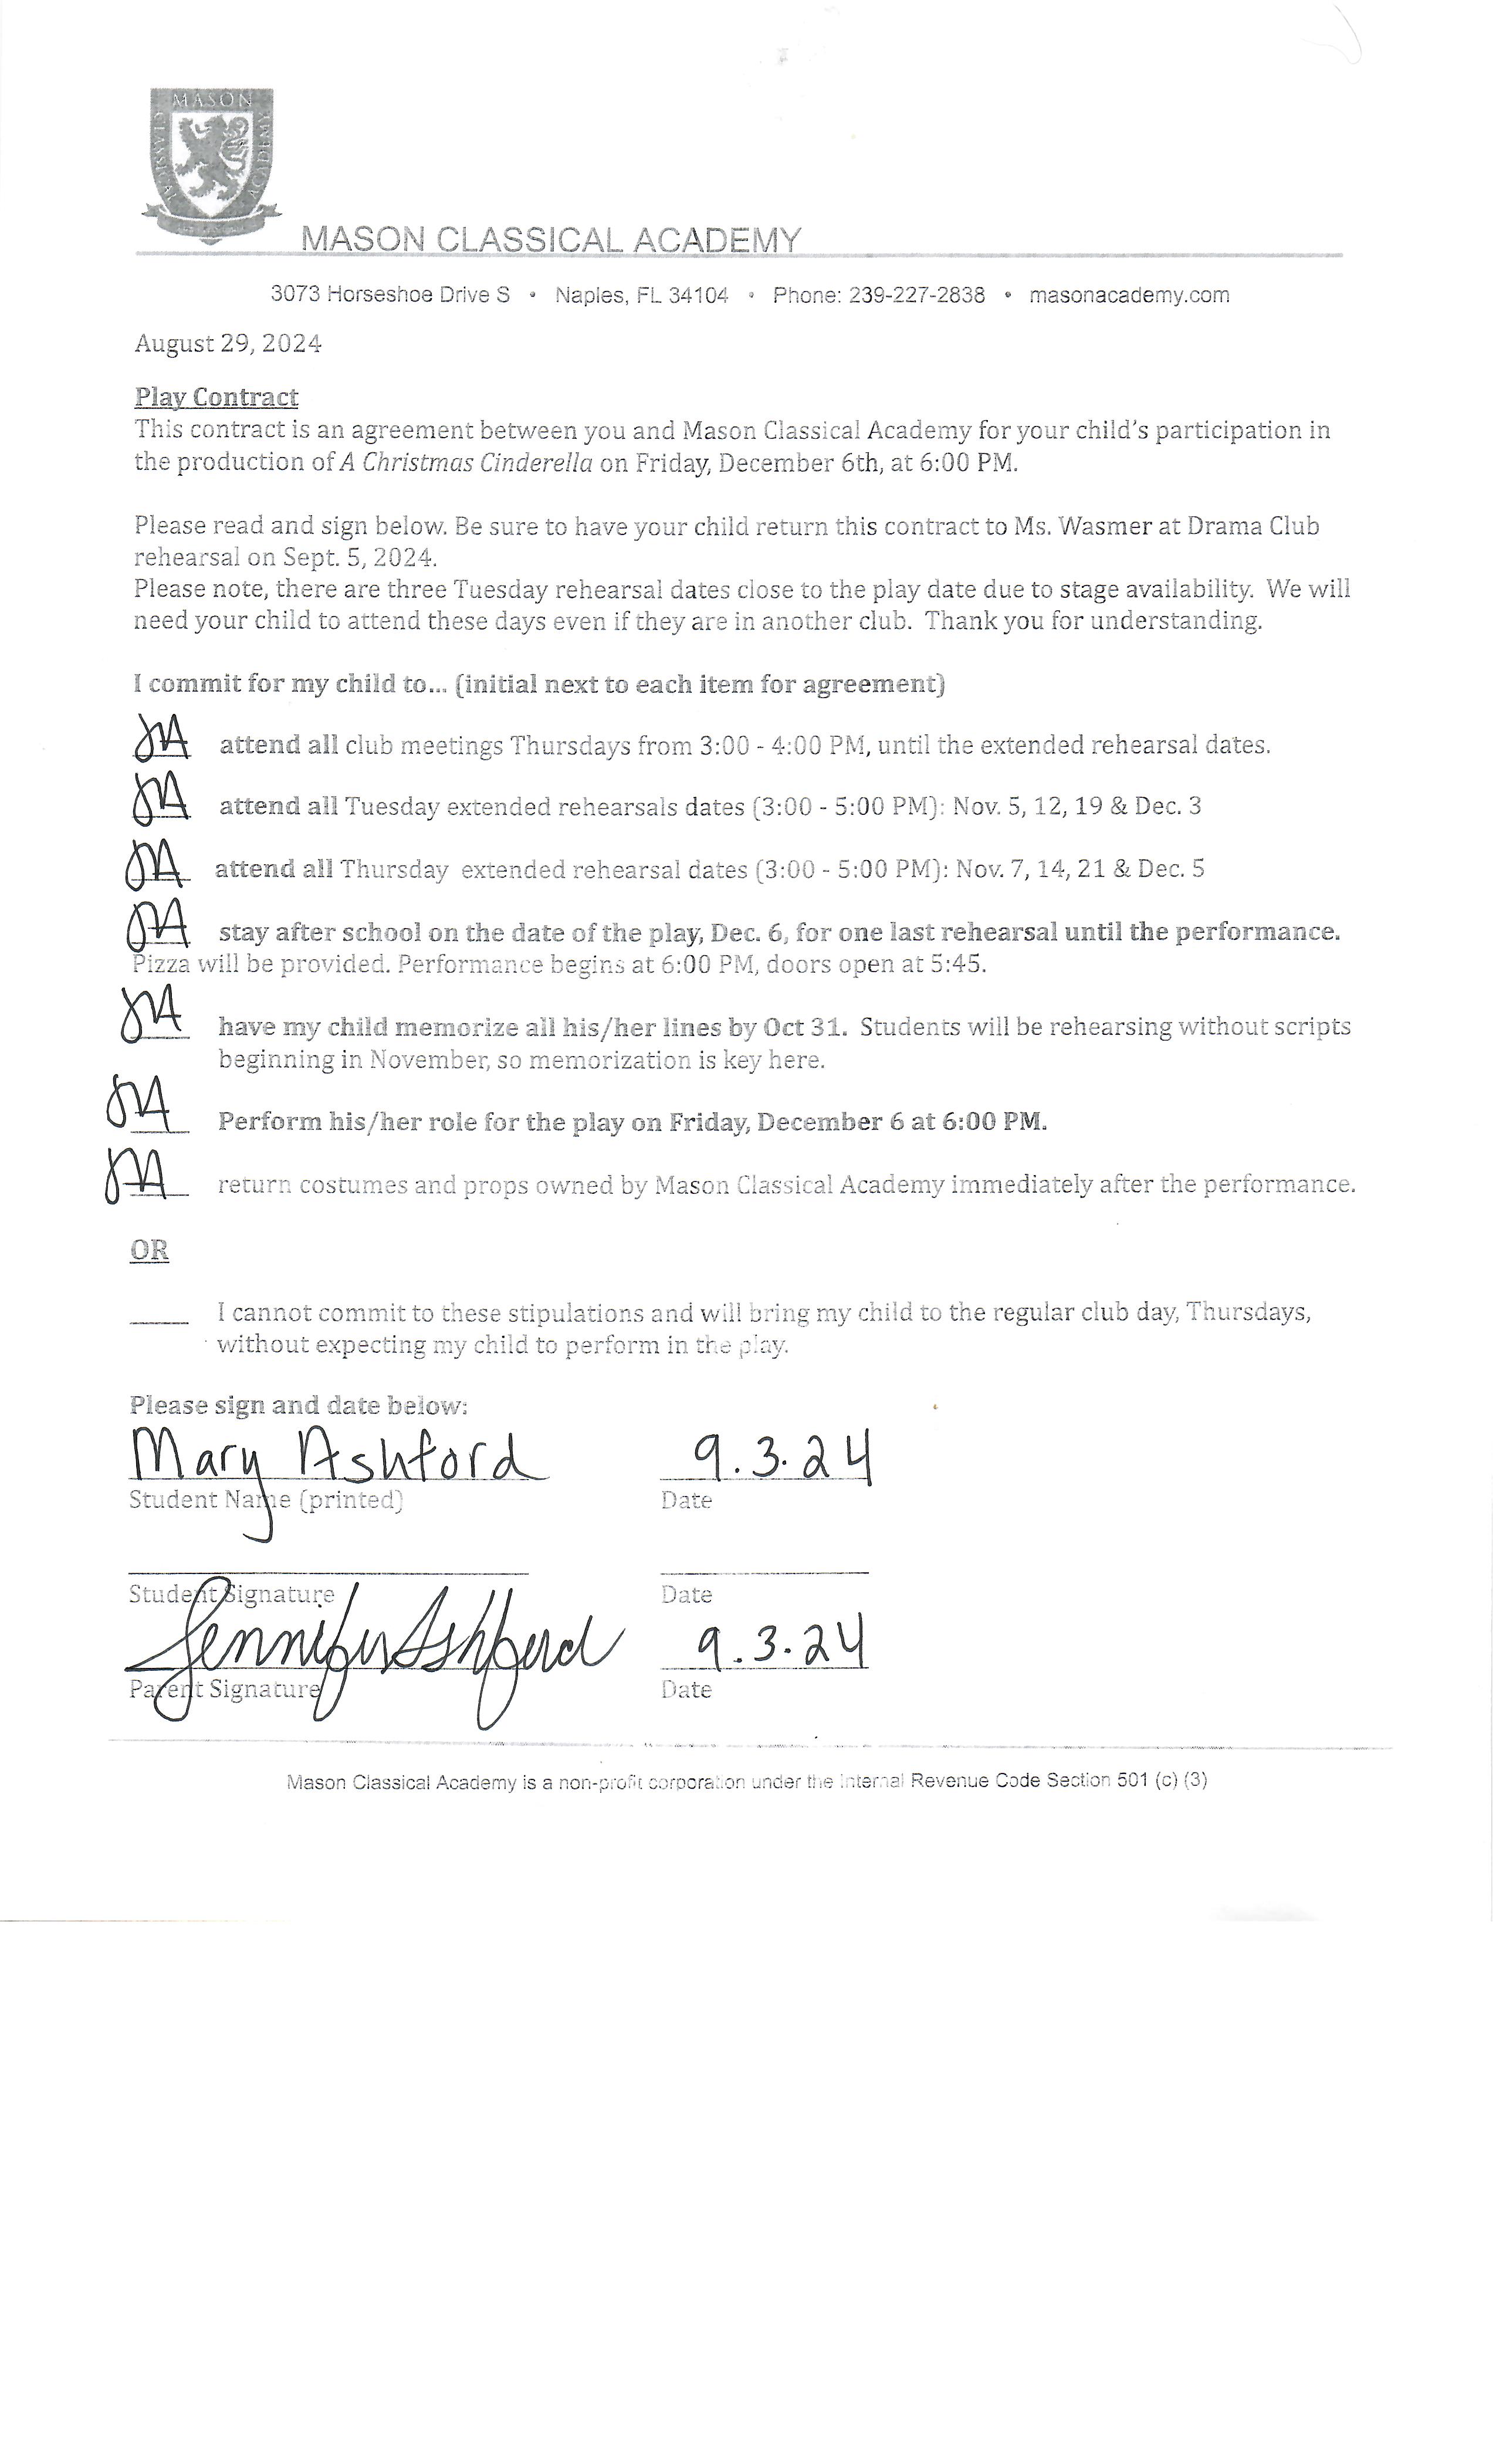 MASON
CLASSICAL
ACADEMY
MASON CLASSICAL ACADEMY
3073 Horseshoe Drive S • Naples, FL 34104 • Phone: 239-227-2838 • masonacademy.com
August 29, 2024
Play Contract
This contract is an agreement between you and Mason Classical Academy for your child's participation in
the production of A Christmas Cinderella on Friday, December 6th, at 6:00 PM.
Please read and sign below. Be sure to have your child return this contract to Ms. Wasmer at Drama Club
rehearsal on Sept. 5, 2024.
Please note, there are three Tuesday rehearsal dates close to the play date due to stage availability. We will
need your child to attend these days even if they are in another club. Thank you for understanding.
I commit for my child to... (initial next to each item for agreement)
JA attend all club meetings Thursdays from 3:00 - 4:00 PM, until the extended rehearsal dates.
JA attend all Tuesday extended rehearsals dates (3:00 - 5:00 PM): Nov. 5, 12, 19 & Dec. 3
JA attend all Thursday extended rehearsal dates (3:00 - 5:00 PM): Nov. 7, 14, 21 & Dec. 5
JA stay after school on the date of the play, Dec. 6, for one last rehearsal until the performance.
Pizza will be provided. Performance begins at 6:00 PM, doors open at 5:45.
JA have my child memorize all his/her lines by Oct 31. Students will be rehearsing without scripts
beginning in November, so memorization is key here.
JA Perform his/her role for the play on Friday, December 6 at 6:00 PM.
JA return costumes and props owned by Mason Classical Academy immediately after the performance.
OR
I cannot commit to these stipulations and will bring my child to the regular club day, Thursdays,
without expecting my child to perform in the play.
Please sign and date below:
Mary Ashford 9.3.24
Student Name (printed) Date
Student Signature Date
Jennifer Ashford 9.3.24
Parent Signature Date
Mason Classical Academy is a non-profit corporation under the Internal Revenue Code Section 501 (c) (3)